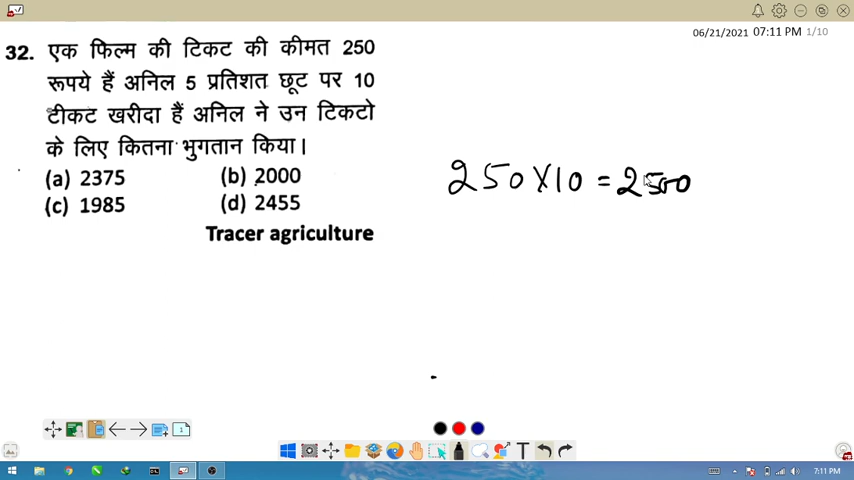 06/21/2021 07:11 PM 1/10
32. एक फिल्म की टिकट की कीमत 250
रूपये हैं अनिल 5 प्रतिशत छूट पर 10
टीकट खरीदा हैं अनिल ने उन टिकटो
के लिए कितना भुगतान किया।
(a) 2375 (b) 2000
(c) 1985 (d) 2455
Tracer agriculture
250 X 10 = 2500
1
T
7:11 PM